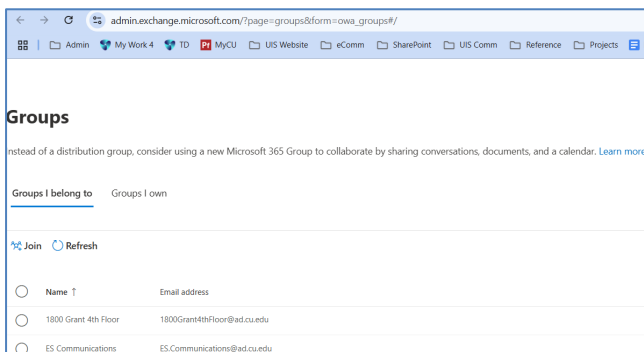 admin.exchange.microsoft.com/?page=groups&form=owa_groups#/
Admin My Work 4 TD Pr MyCU UIS Website eComm SharePoint UIS Comm Reference Projects
Groups
nstead of a distribution group, consider using a new Microsoft 365 Group to collaborate by sharing conversations, documents, and a calendar. Learn more
Groups I belong to Groups I own
Join Refresh
Name ↑ Email address
1800 Grant 4th Floor 1800Grant4thFloor@ad.cu.edu
ES Communications ES.Communications@ad.cu.edu